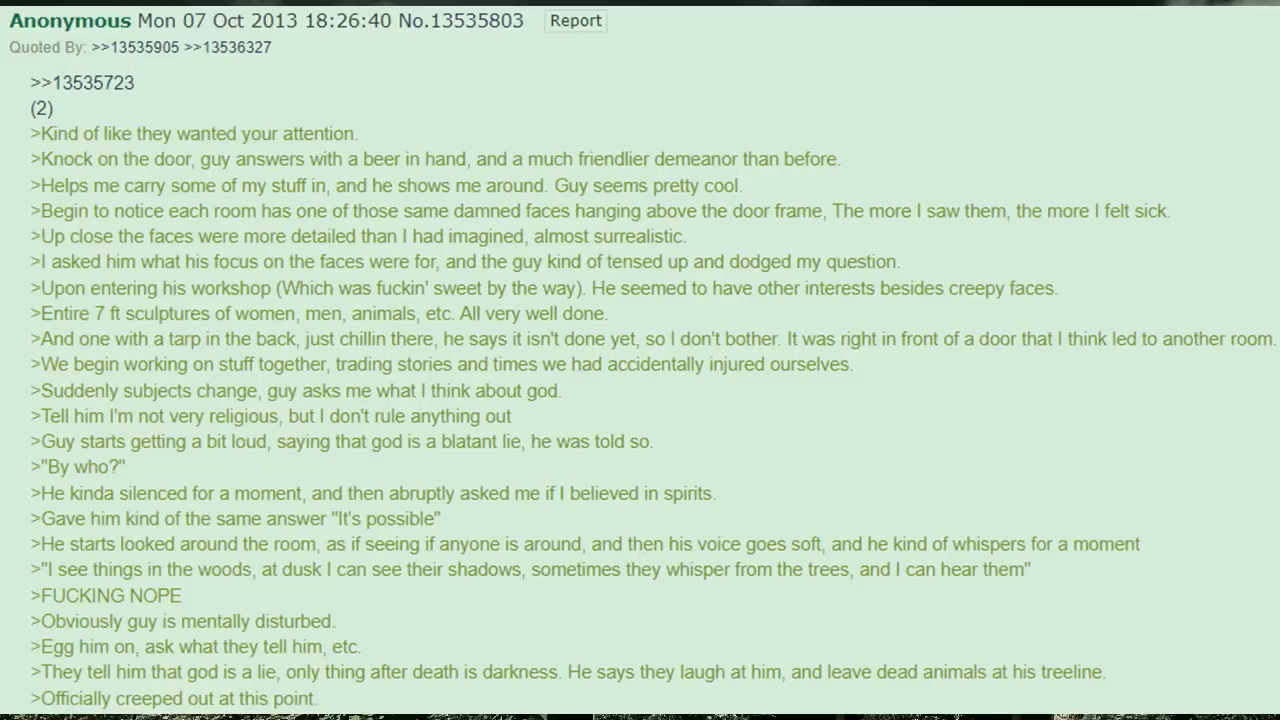 Anonymous Mon 07 Oct 2013 18:26:40 No.13535803 Report
Quoted By: >>13535905 >>13536327
>>13535723
(2)
>Kind of like they wanted your attention.
>Knock on the door, guy answers with a beer in hand, and a much friendlier demeanor than before.
>Helps me carry some of my stuff in, and he shows me around. Guy seems pretty cool.
>Begin to notice each room has one of those same damned faces hanging above the door frame, The more I saw them, the more I felt sick.
>Up close the faces were more detailed than I had imagined, almost surrealistic.
>I asked him what his focus on the faces were for, and the guy kind of tensed up and dodged my question.
>Upon entering his workshop (Which was fuckin' sweet by the way). He seemed to have other interests besides creepy faces.
>Entire 7 ft sculptures of women, men, animals, etc. All very well done.
>And one with a tarp in the back, just chillin there, he says it isn't done yet, so I don't bother. It was right in front of a door that I think led to another room.
>We begin working on stuff together, trading stories and times we had accidentally injured ourselves.
>Suddenly subjects change, guy asks me what I think about god.
>Tell him I'm not very religious, but I don't rule anything out
>Guy starts getting a bit loud, saying that god is a blatant lie, he was told so.
>"By who?"
>He kinda silenced for a moment, and then abruptly asked me if I believed in spirits.
>Gave him kind of the same answer "It's possible"
>He starts looked around the room, as if seeing if anyone is around, and then his voice goes soft, and he kind of whispers for a moment
>"I see things in the woods, at dusk I can see their shadows, sometimes they whisper from the trees, and I can hear them"
>FUCKING NOPE
>Obviously guy is mentally disturbed.
>Egg him on, ask what they tell him, etc.
>They tell him that god is a lie, only thing after death is darkness. He says they laugh at him, and leave dead animals at his treeline.
>Officially creeped out at this point.